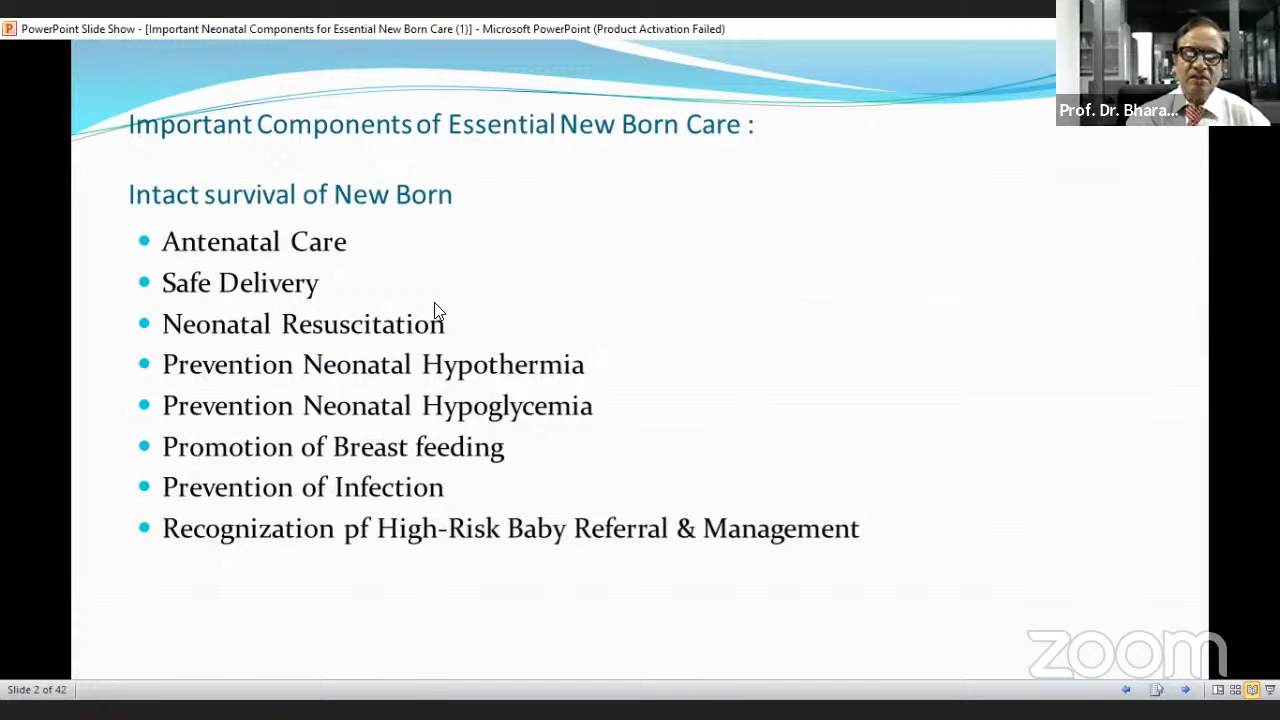 PowerPoint Slide Show - [Important Neonatal Components for Essential New Born Care (1)] - Microsoft PowerPoint (Product Activation Failed)
Prof. Dr. Bhara...
Important Components of Essential New Born Care :
Intact survival of New Born
Antenatal Care
Safe Delivery
Neonatal Resuscitation
Prevention Neonatal Hypothermia
Prevention Neonatal Hypoglycemia
Promotion of Breast feeding
Prevention of Infection
Recognization pf High-Risk Baby Referral & Management
zoom
Slide 2 of 42